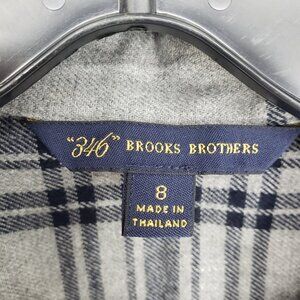 "346" BROOKS BROTHERS
8
MADE IN
THAILAND